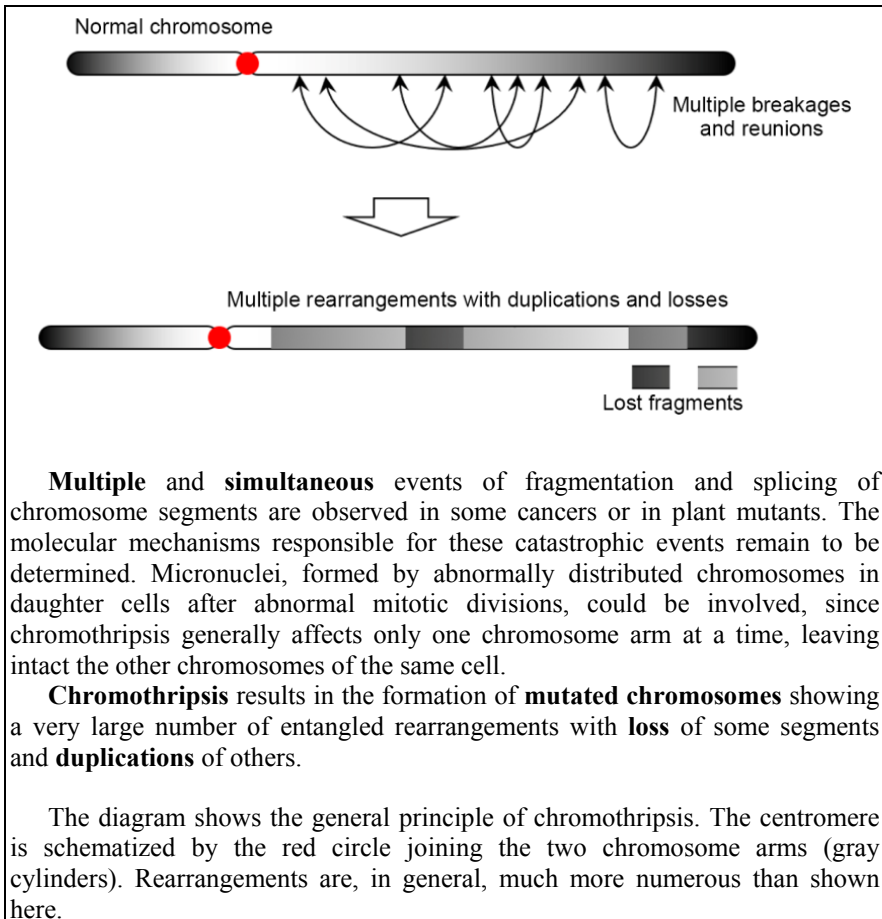 Normal chromosome
Multiple breakages
and reunions
Multiple rearrangements with duplications and losses
Lost fragments
Multiple and simultaneous events of fragmentation and splicing of
chromosome segments are observed in some cancers or in plant mutants. The
molecular mechanisms responsible for these catastrophic events remain to be
determined. Micronuclei, formed by abnormally distributed chromosomes in
daughter cells after abnormal mitotic divisions, could be involved, since
chromothripsis generally affects only one chromosome arm at a time, leaving
intact the other chromosomes of the same cell.
Chromothripsis results in the formation of mutated chromosomes showing
a very large number of entangled rearrangements with loss of some segments
and duplications of others.
The diagram shows the general principle of chromothripsis. The centromere
is schematized by the red circle joining the two chromosome arms (gray
cylinders). Rearrangements are, in general, much more numerous than shown
here.